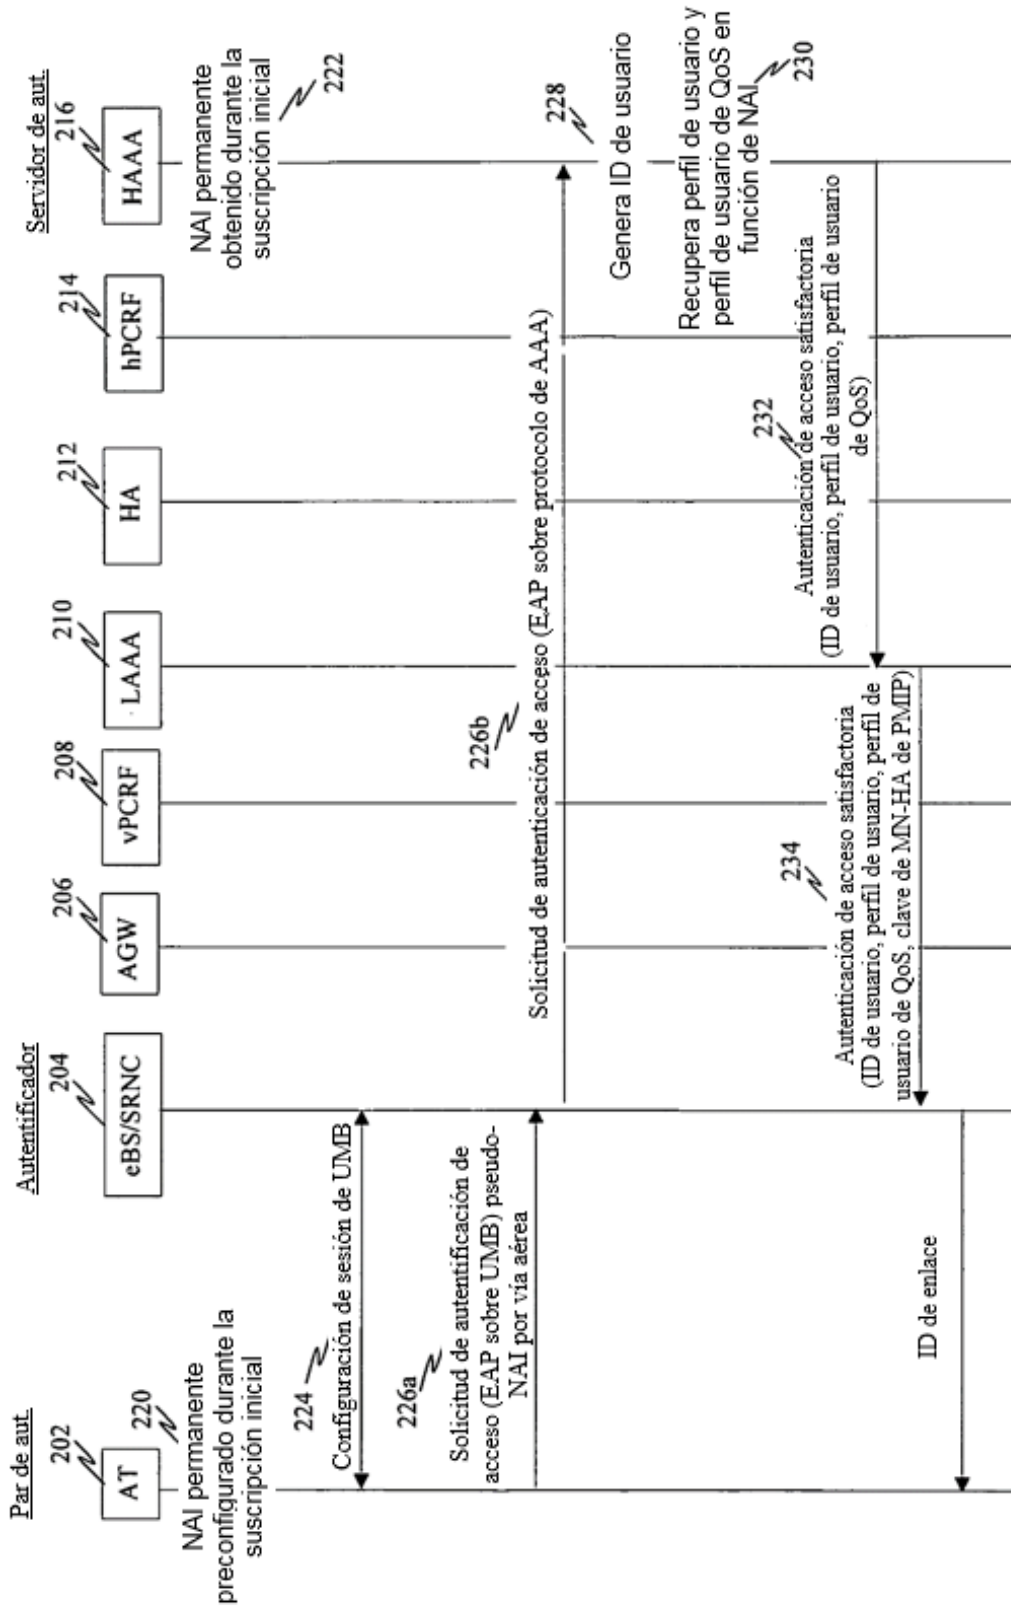 Par de aut.
Autentificador
Servidor de aut.
202
204
206
208
210
212
214
216
AT
eBS/SRNC
AGW
vPCRF
LAAA
HA
hPCRF
HAAA
220
NAI permanente
preconfigurado durante la
suscripción inicial
NAI permanente
obtenido durante la
suscripción inicial
222
224
Configuración de sesión de UMB
226a
Solicitud de autentificación de
acceso (EAP sobre UMB) pseudo-
NAI por vía aérea
226b
Solicitud de autenticación de acceso (EAP sobre protocolo de AAA)
228
Genera ID de usuario
Recupera perfil de usuario y
perfil de usuario de QoS en
función de NAI
230
232
Autenticación de acceso satisfactoria
(ID de usuario, perfil de usuario, perfil de usuario
de QoS)
234
Autenticación de acceso satisfatoria
(ID de usuario, perfil de usuario, perfil de
usuario de QoS, clave de MN-HA de PMIP)
ID de enlace